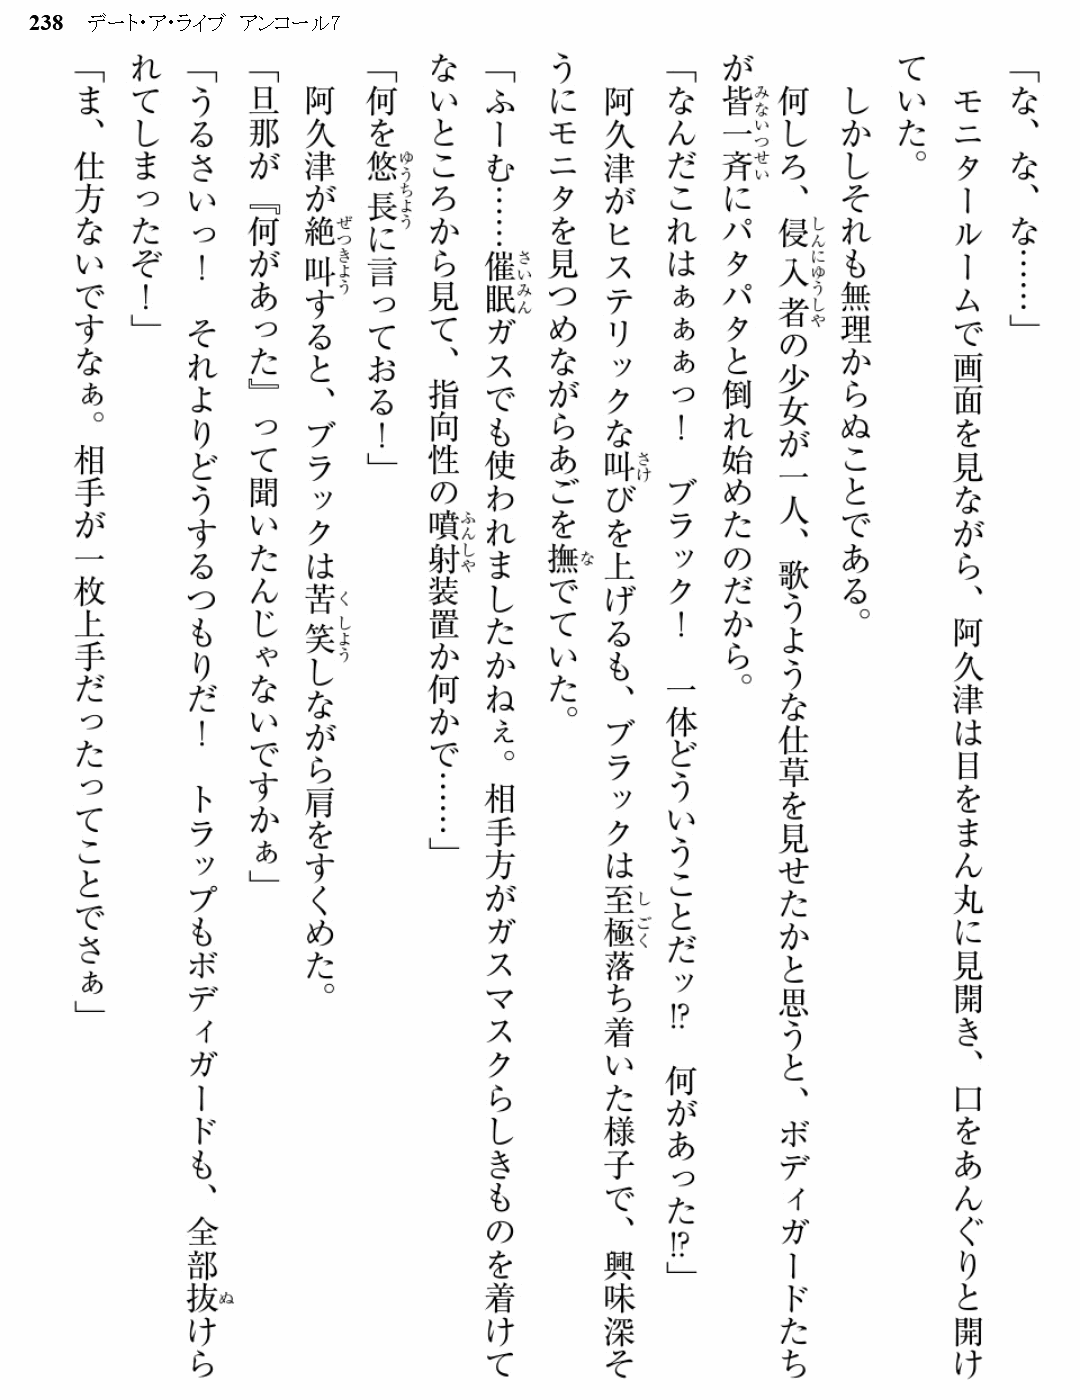 238 デート・ア・ライブ アンコール7
「な、な、な……」
　モニタールームで画面を見ながら、阿久津は目をまん丸に見開き、口をあんぐりと開け
ていた。
　しかしそれも無理からぬことである。
　何しろ、侵入者の少女が一人、歌うような仕草を見せたかと思うと、ボディガードたち
が皆一斉にパタパタと倒れ始めたのだから。
「なんだこれはぁぁっ！　ブラック！　一体どういうことだッ!?　何があった!?」
　阿久津がヒステリックな叫びを上げるも、ブラックは至極落ち着いた様子で、興味深そ
うにモニタを見つめながらあごを撫でていた。
「ふーむ……催眠ガスでも使われましたかねぇ。相手方がガスマスクらしきものを着けて
ないところから見て、指向性の噴射装置か何かで……」
「何を悠長に言っておる！」
　阿久津が絶叫すると、ブラックは苦笑しながら肩をすくめた。
「旦那が『何があった』って聞いたんじゃないですかぁ」
「うるさいっ！　それよりどうするつもりだ！　トラップもボディガードも、全部抜けら
れてしまったぞ！」
「ま、仕方ないですなぁ。相手が一枚上手だったってことでさぁ」